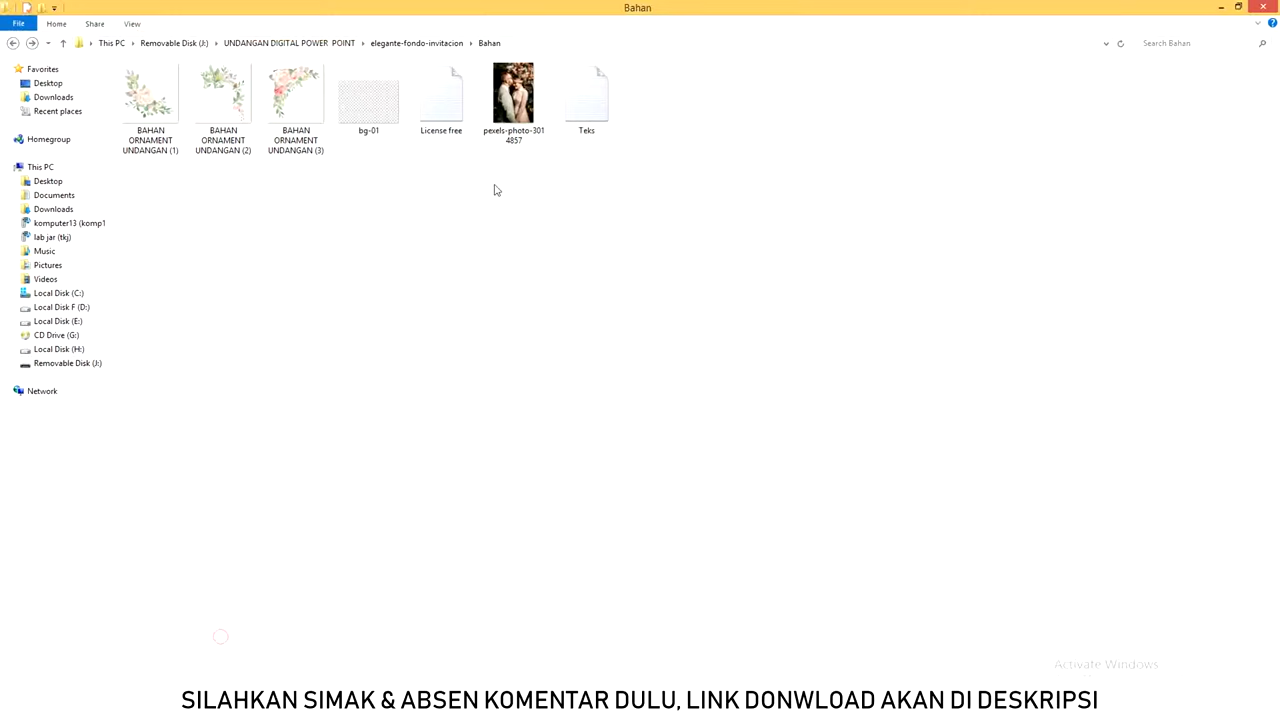 Bahan
File Home Share View
This PC Removable Disk (J:) UNDANGAN DIGITAL POWER POINT elegante-fondo-invitacion Bahan
Search Bahan
Favorites
Desktop
Downloads
Recent places
Homegroup
This PC
Desktop
Documents
Downloads
komputer13 (komp1
lab jar (tkj)
Music
Pictures
Videos
Local Disk (C:)
Local Disk F (D:)
Local Disk (E:)
CD Drive (G:)
Local Disk (H:)
Removable Disk (J:)
Network
BAHAN
ORNAMENT
UNDANGAN (1)
BAHAN
ORNAMENT
UNDANGAN (2)
BAHAN
ORNAMENT
UNDANGAN (3)
bg-01
License free
pexels-photo-301
4857
Teks
Activate Windows
SILAHKAN SIMAK & ABSEN KOMENTAR DULU, LINK DONWLOAD AKAN DI DESKRIPSI